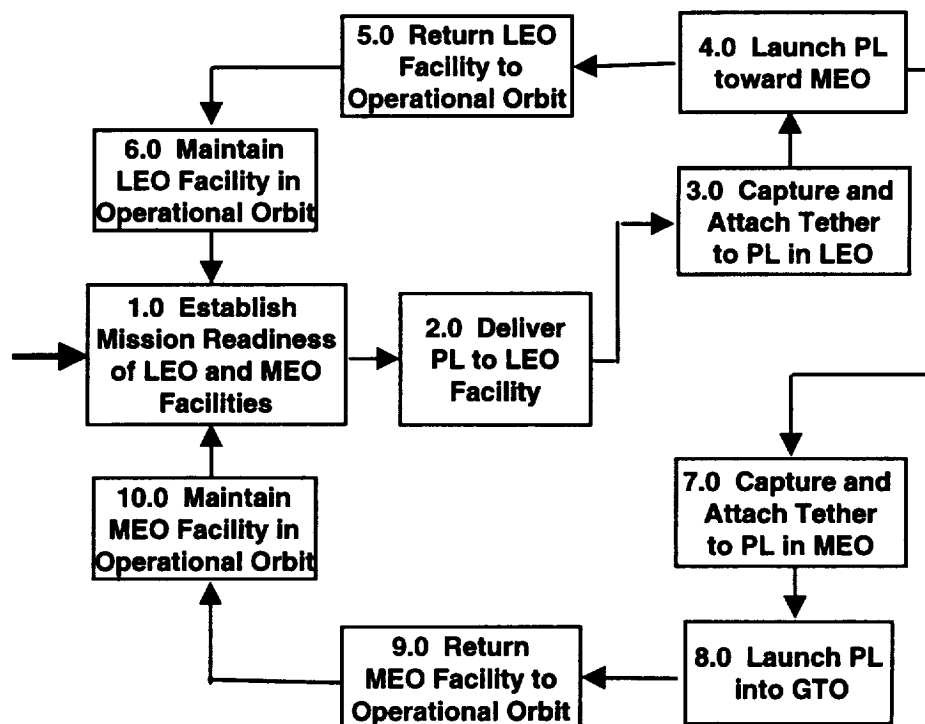 5.0 Return LEO
Facility to
Operational Orbit
4.0 Launch PL
toward MEO
6.0 Maintain
LEO Facility in
Operational Orbit
3.0 Capture and
Attach Tether
to PL in LEO
1.0 Establish
Mission Readiness
of LEO and MEO
Facilities
2.0 Deliver
PL to LEO
Facility
10.0 Maintain
MEO Facility in
Operational Orbit
7.0 Capture and
Attach Tether
to PL in MEO
9.0 Return
MEO Facility to
Operational Orbit
8.0 Launch PL
into GTO